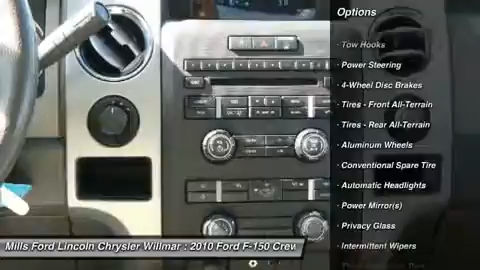 Options
· Tow Hooks
· Power Steering
· 4-Wheel Disc Brakes
· Tires - Front All-Terrain
· Tires - Rear All-Terrain
· Aluminum Wheels
· Conventional Spare Tire
· Automatic Headlights
· Power Mirror(s)
· Privacy Glass
· Intermittent Wipers
Mills Ford Lincoln Chrysler Willmar : 2010 Ford F-150 Crew